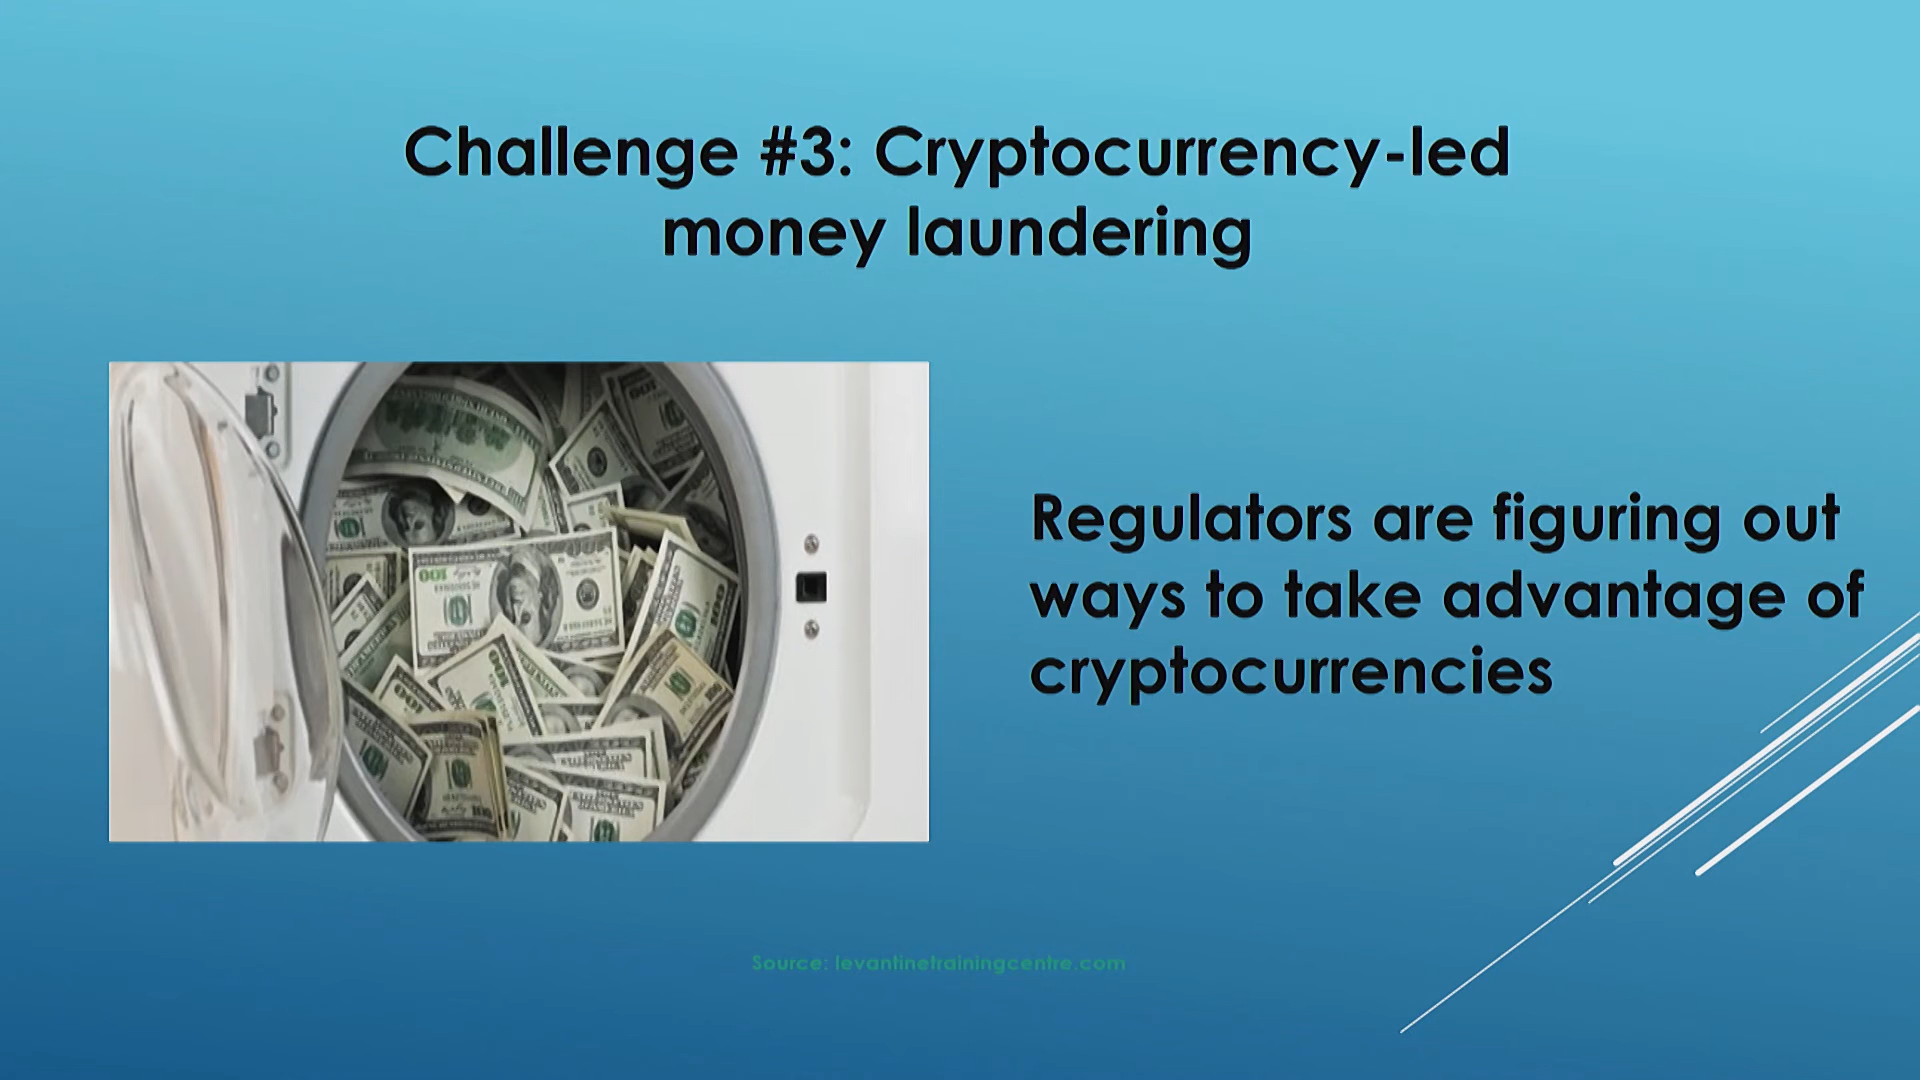 Challenge #3: Cryptocurrency-led
money laundering
Regulators are figuring out
ways to take advantage of
cryptocurrencies
Source: levantinetrainingcentre.com